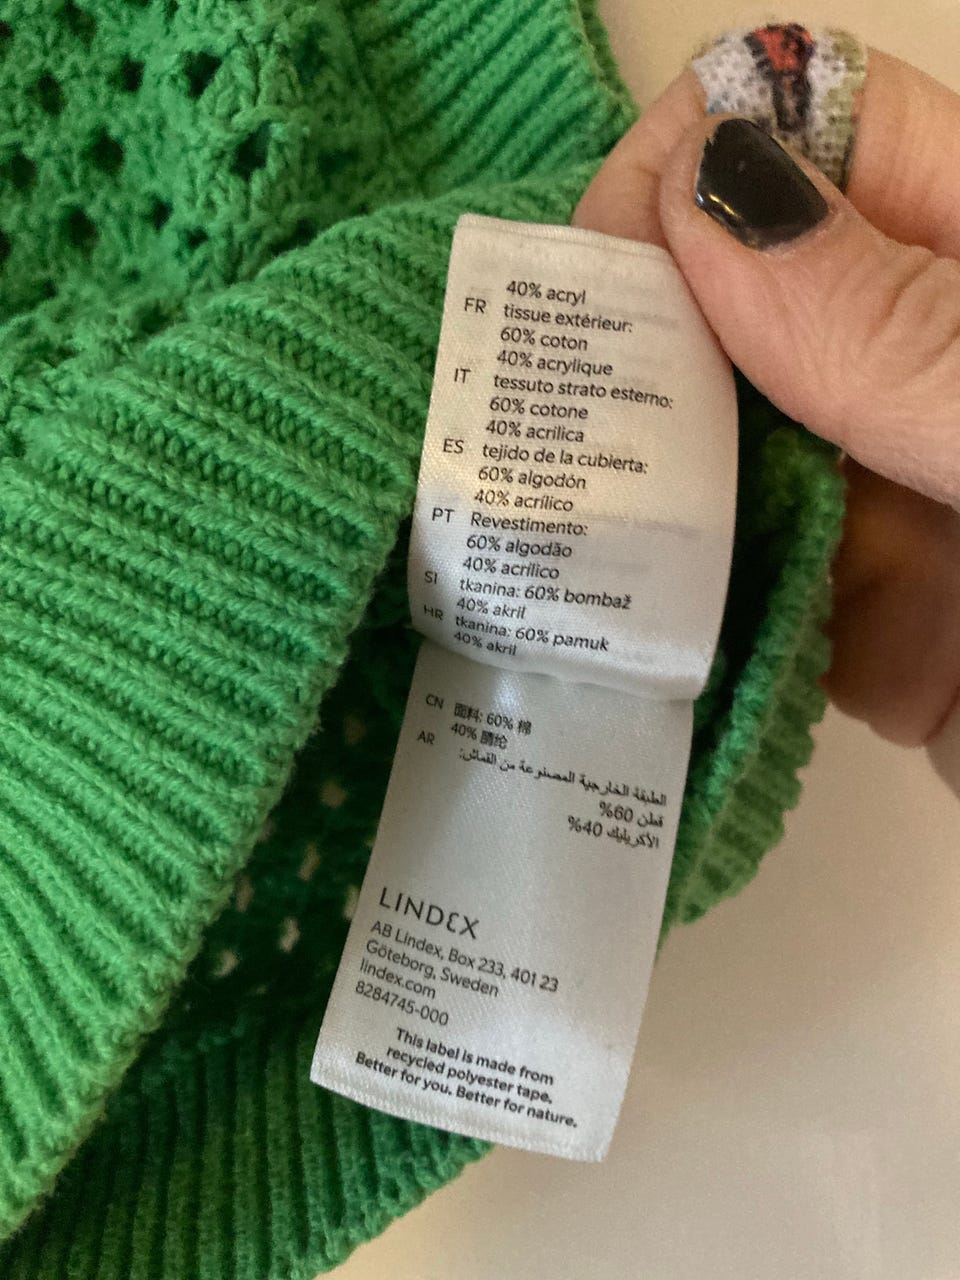 40% acryl
FR tissue extérieur:
60% coton
40% acrylique
IT tessuto strato esterno:
60% cotone
40% acrilica
ES tejido de la cubierta:
60% algodón
40% acrílico
PT Revestimento:
60% algodão
40% acrílico
SI tkanina: 60% bombaž
40% akril
HR tkanina: 60% pamuk
40% akril
CN 面料: 60% 棉
40% 腈纶
AR الطبقة الخارجية المصنوعة من القماش:
قطن 60%
الأكريليك 40%
LINDEX
AB Lindex, Box 233, 401 23
Göteborg, Sweden
lindex.com
8284745-000
This label is made from
recycled polyester tape.
Better for you. Better for nature.